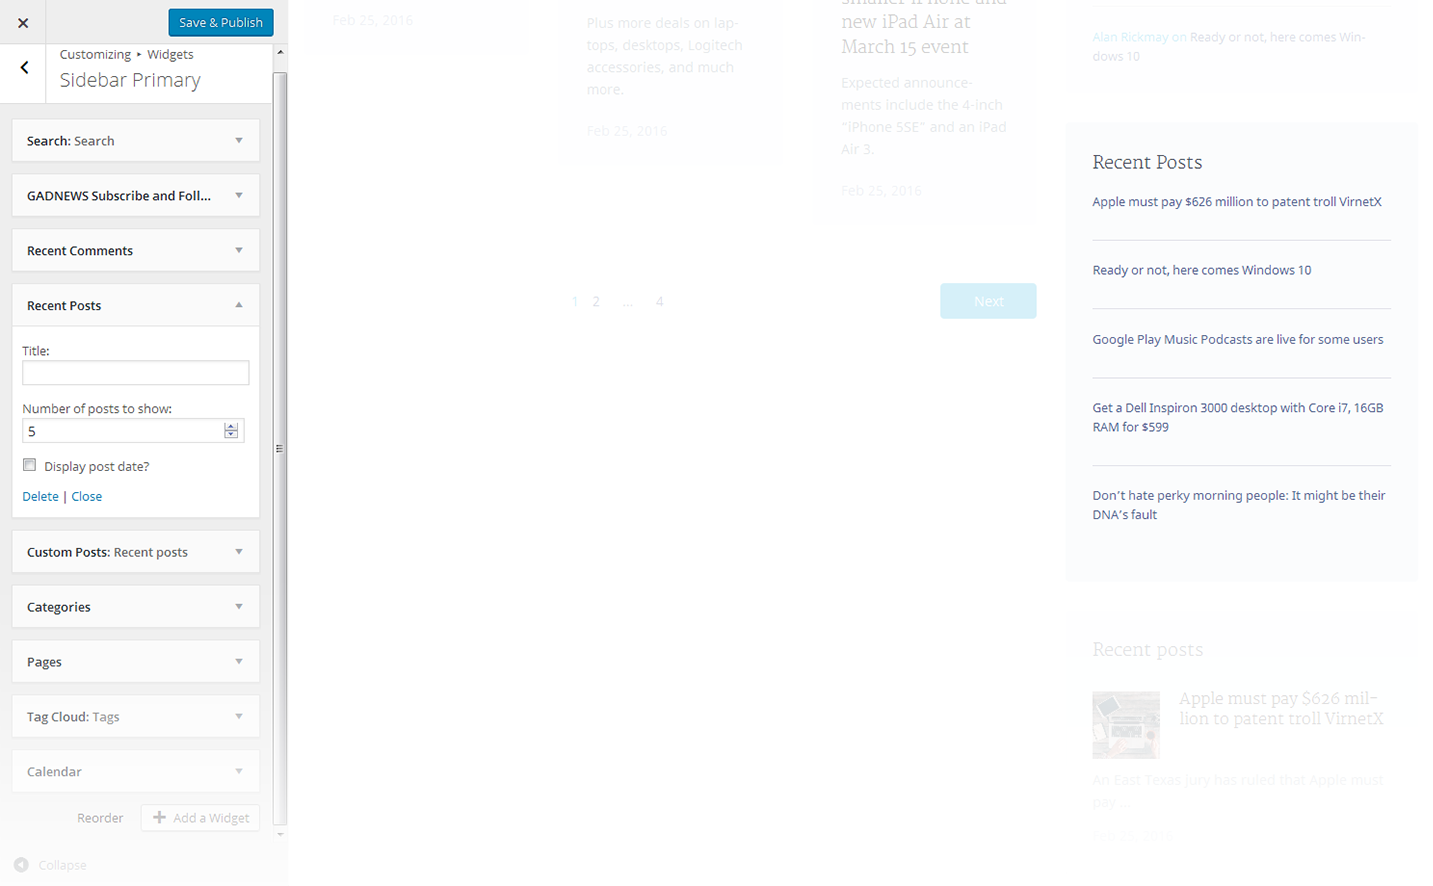 Save & Publish
Customizing ▸ Widgets
Sidebar Primary
Search: Search
GADNEWS Subscribe and Foll...
Recent Comments
Recent Posts
Title:
Number of posts to show:
5
Display post date?
Delete | Close
Custom Posts: Recent posts
Categories
Pages
Tag Cloud: Tags
Calendar
Reorder
Add a Widget
Collapse
Feb 25, 2016
Plus more deals on lap-
tops, desktops, Logitech
accessories, and much
more.
Feb 25, 2016
smaller iPhone and
new iPad Air at
March 15 event
Expected announce-
ments include the 4-inch
"iPhone 5SE" and an iPad
Air 3.
Feb 25, 2016
1 2 ... 4
Next
Alan Rickmay on Ready or not, here comes Win-
dows 10
Recent Posts
Apple must pay $626 million to patent troll VirnetX
Ready or not, here comes Windows 10
Google Play Music Podcasts are live for some users
Get a Dell Inspiron 3000 desktop with Core i7, 16GB
RAM for $599
Don’t hate perky morning people: It might be their
DNA’s fault
Recent posts
Apple must pay $626 mil-
lion to patent troll VirnetX
An East Texas jury has ruled that Apple must
pay ...